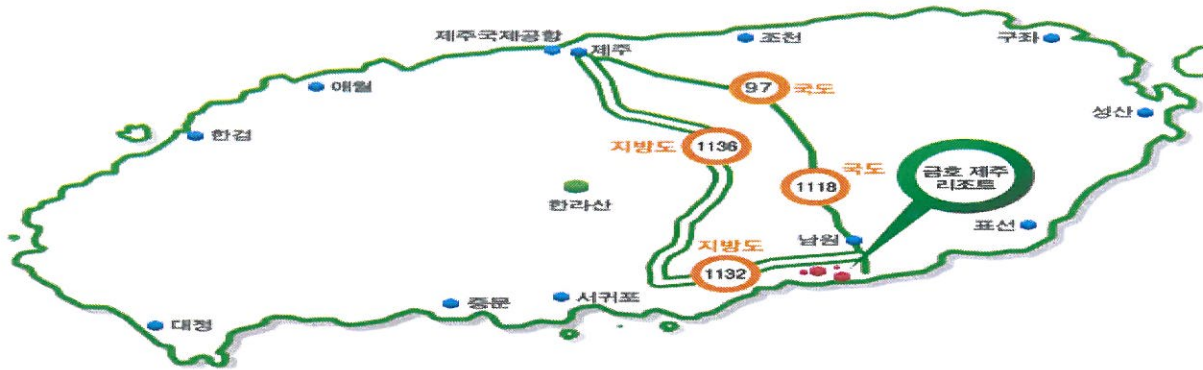 제주국제공항
제주
조천
구좌
애월
97
국도
성산
한검
지방도
1136
금호 제주
리조트
1118
국도
한라산
표선
남원
지방도
1132
중문
서귀포
대정